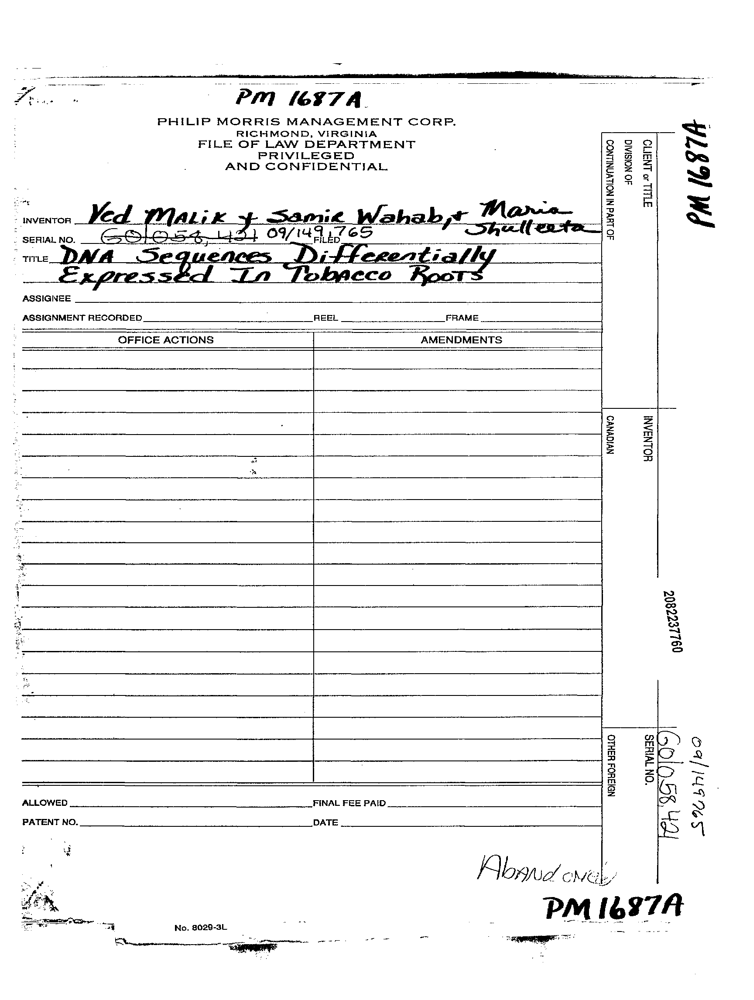 PM 1687A
PHILIP MORRIS MANAGEMENT CORP.
RICHMOND, VIRGINIA
FILE OF LAW DEPARTMENT
PRIVILEGED
AND CONFIDENTIAL
INVENTOR Ved MALIK + Samir Wahab, + Maria Shulleeta
SERIAL NO. 60/058,421 09/149,765 FILED
TITLE DNA Sequences Differentially
Expressed In Tobacco Roots
ASSIGNEE
ASSIGNMENT RECORDED REEL FRAME
OFFICE ACTIONS AMENDMENTS
ALLOWED FINAL FEE PAID
PATENT NO. DATE
Abandoned
PM 1687A
No. 8029-3L
PM 1687A
CLIENT or TITLE
DIVISION OF
CONTINUATION IN PART OF
INVENTOR
CANADIAN
2082237760
SERIAL NO.
OTHER FOREIGN
60/058,421
09/149765